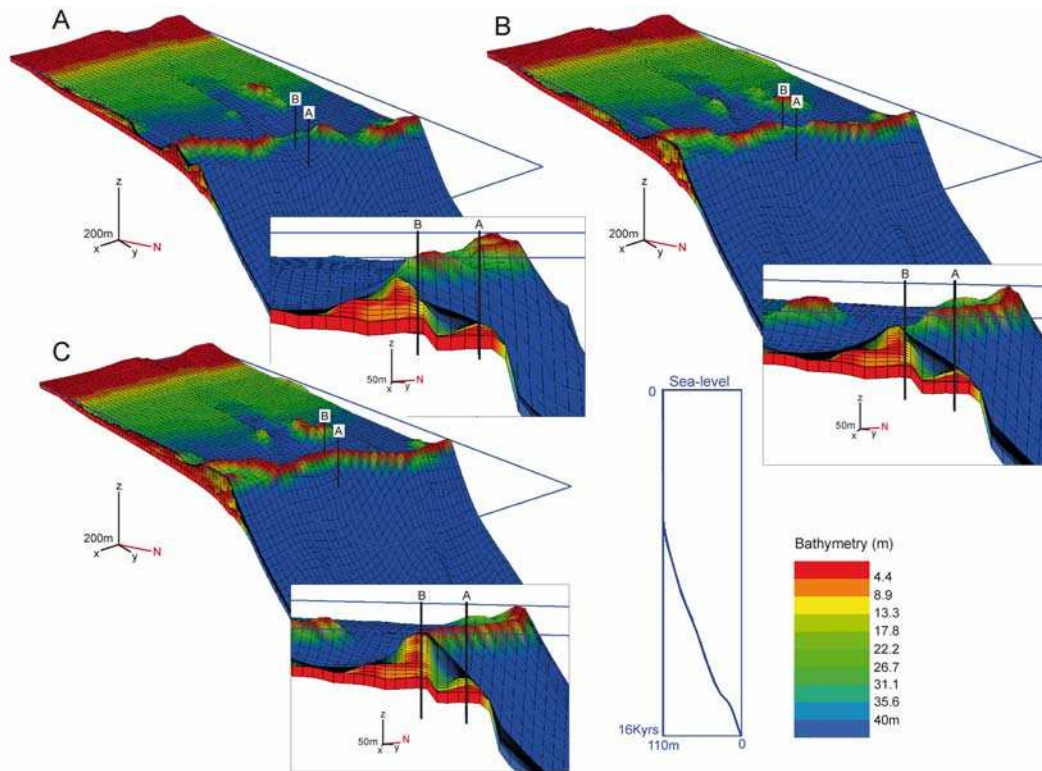 A
B
A
z
200m
x
y
N
B
A
z
50m
x
y
N
B
B
A
z
200m
x
y
N
B
A
z
50m
x
y
N
C
B
A
z
200m
x
y
N
B
A
z
50m
x
y
N
Sea-level
0
16Kyrs
110m
0
Bathymetry (m)
4.4
8.9
13.3
17.8
22.2
26.7
31.1
35.6
40m